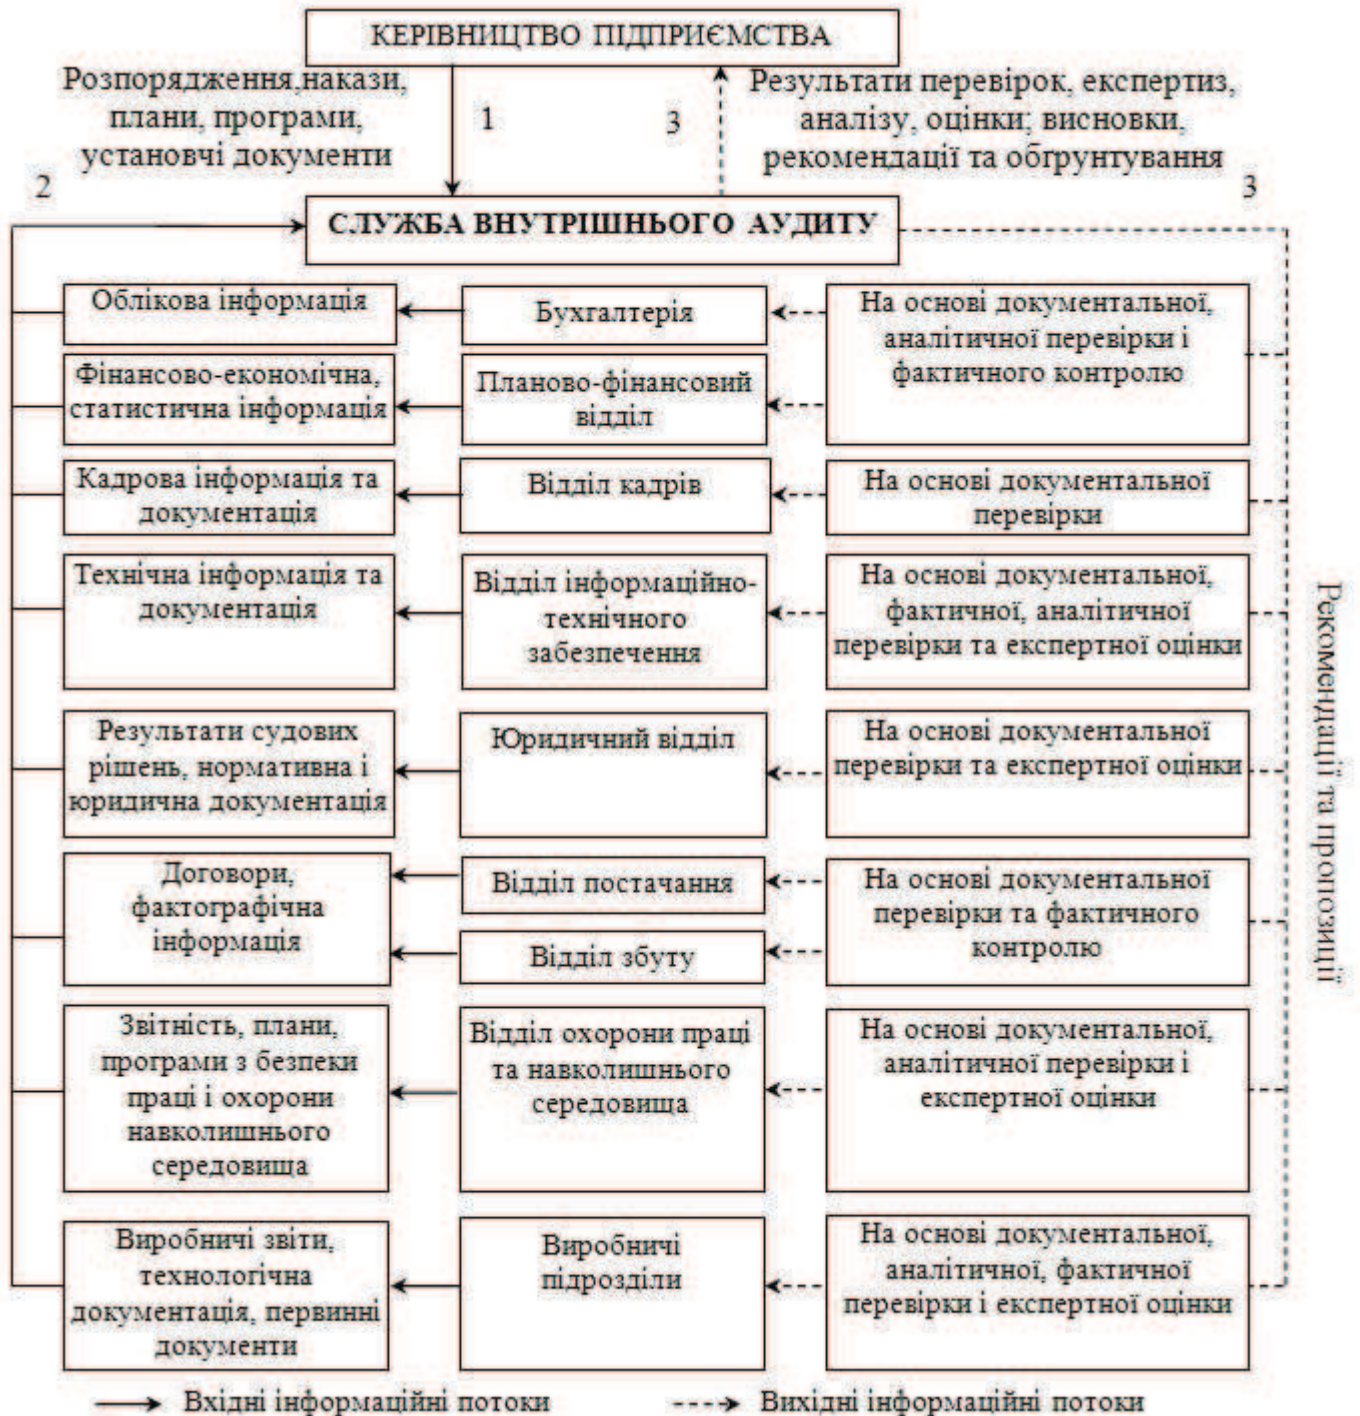 КЕРІВНИЦТВО ПІДПРИЄМСТВА
Розпорядження,накази,
плани, програми,
установчі документи
1
3
Результати перевірок, експертиз,
аналізу, оцінки; висновки,
рекомендації та обґрунтування
2
3
СЛУЖБА ВНУТРІШНЬОГО АУДИТУ
Облікова інформація
Бухгалтерія
На основі документальної,
аналітичної перевірки і
фактичного контролю
Фінансово-економічна,
статистична інформація
Планово-фінансовий
відділ
Кадрова інформація та
документація
Відділ кадрів
На основі документальної
перевірки
Технічна інформація та
документація
Відділ інформаційно-
технічного
забезпечення
На основі документальної,
фактичної, аналітичної
перевірки та експертної оцінки
Результати судових
рішень, нормативна і
юридична документація
Юридичний відділ
На основі документальної
перевірки та експертної оцінки
Договори,
фактографічна
інформація
Відділ постачання
Відділ збуту
На основі документальної
перевірки та фактичного
контролю
Звітність, плани,
програми з безпеки
праці і охорони
навколишнього
середовища
Відділ охорони праці
та навколишнього
середовища
На основі документальної,
аналітичної перевірки і
експертної оцінки
Виробничі звіти,
технологічна
документація, первинні
документи
Виробничі
підрозділи
На основі документальної,
аналітичної, фактичної
перевірки і експертної оцінки
Рекомендації та пропозиції
Вхідні інформаційні потоки
Вихідні інформаційні потоки